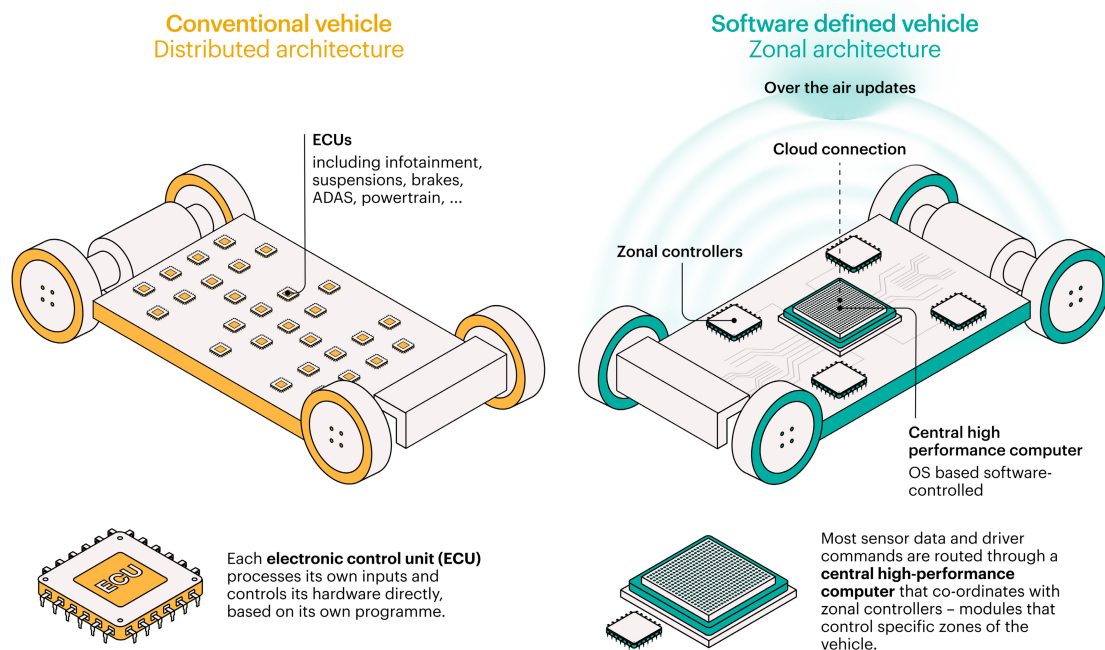 Conventional vehicle
Distributed architecture
ECUs
including infotainment,
suspensions, brakes,
ADAS, powertrain, ...
ECU
Each electronic control unit (ECU)
processes its own inputs and
controls its hardware directly,
based on its own programme.
Software defined vehicle
Zonal architecture
Over the air updates
Cloud connection
Zonal controllers
Central high
performance computer
OS based software-
controlled
Most sensor data and driver
commands are routed through a
central high-performance
computer that co-ordinates with
zonal controllers – modules that
control specific zones of the
vehicle.